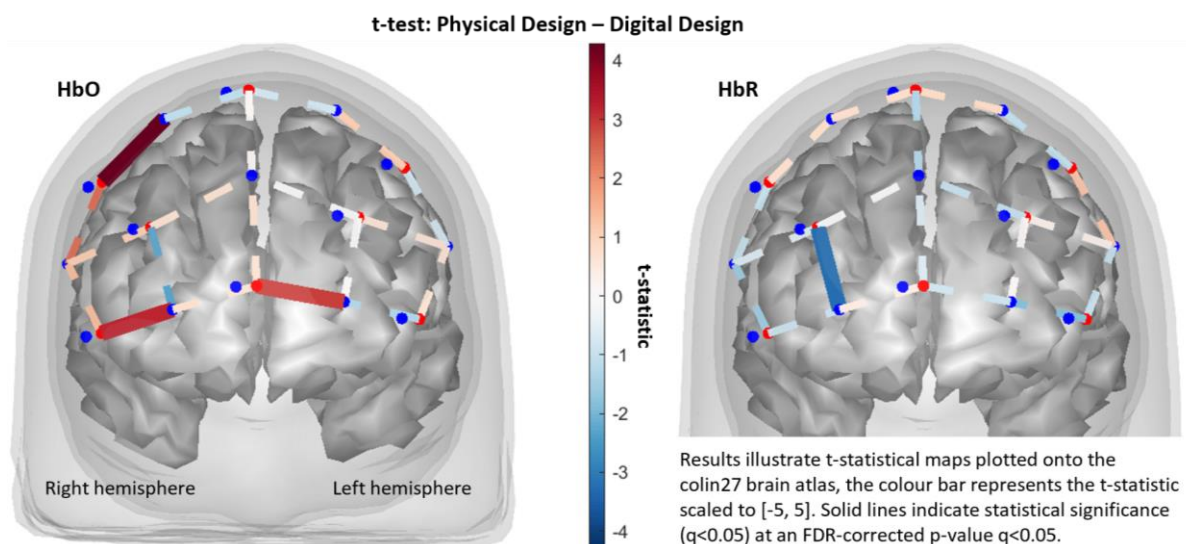 t-test: Physical Design – Digital Design
HbO
HbR
4
3
2
1
0
-1
-2
-3
-4
t-statistic
Right hemisphere
Left hemisphere
Results illustrate t-statistical maps plotted onto the
colin27 brain atlas, the colour bar represents the t-statistic
scaled to [-5, 5]. Solid lines indicate statistical significance
(q<0.05) at an FDR-corrected p-value q<0.05.